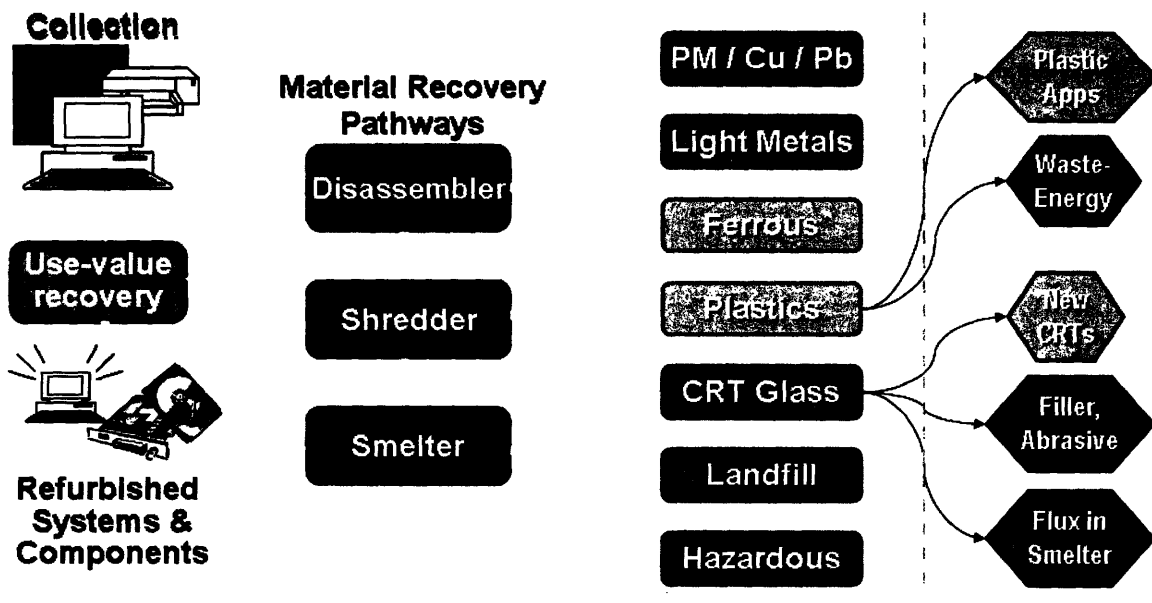 Collection
Use-value
recovery
Refurbished
Systems &
Components
Material Recovery
Pathways
Disassembler
Shredder
Smelter
PM / Cu / Pb
Light Metals
Ferrous
Plastics
CRT Glass
Landfill
Hazardous
Plastic
Apps
Waste-
Energy
New
CRTs
Filler,
Abrasive
Flux in
Smelter